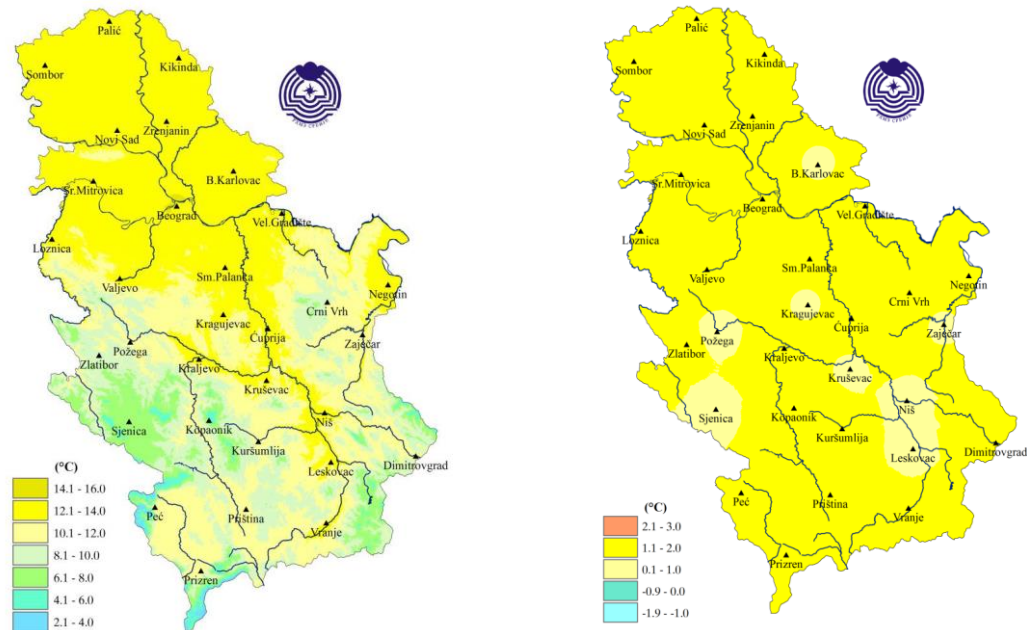 Palić
Kikinda
Sombor
Zrenjanin
Novi Sad
B.Karlovac
Sr.Mitrovica
Beograd
Vel.Gradište
Loznica
Valjevo
Sm.Palanca
Negotin
Crni Vrh
Kragujevac
Ćuprija
Zaječar
Požega
Zlatibor
Kraljevo
Kruševac
Niš
Sjenica
Kopaonik
Kuršumlija
Dimitrovgrad
Leskovac
Peć
Priština
Vranje
Prizren
(°C)
14.1 - 16.0
12.1 - 14.0
10.1 - 12.0
8.1 - 10.0
6.1 - 8.0
4.1 - 6.0
2.1 - 4.0
Palić
Kikinda
Sombor
Zrenjanin
Novi Sad
B.Karlovac
Sr.Mitrovica
Beograd
Vel.Gradište
Loznica
Valjevo
Sm.Palanca
Negotin
Crni Vrh
Kragujevac
Ćuprija
Zaječar
Požega
Zlatibor
Kraljevo
Kruševac
Niš
Sjenica
Kopaonik
Kuršumlija
Dimitrovgrad
Leskovac
Peć
Priština
Vranje
Prizren
(°C)
2.1 - 3.0
1.1 - 2.0
0.1 - 1.0
-0.9 - 0.0
-1.9 - -1.0